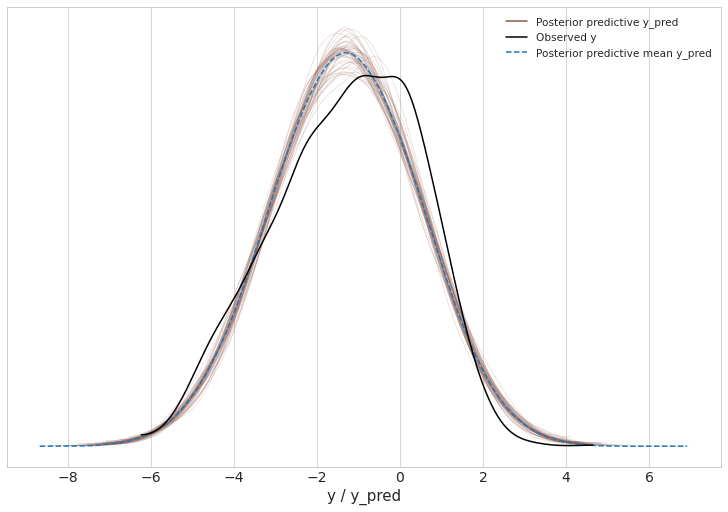 Posterior predictive y_pred
Observed y
Posterior predictive mean y_pred
−8 −6 −4 −2 0 2 4 6
y / y_pred